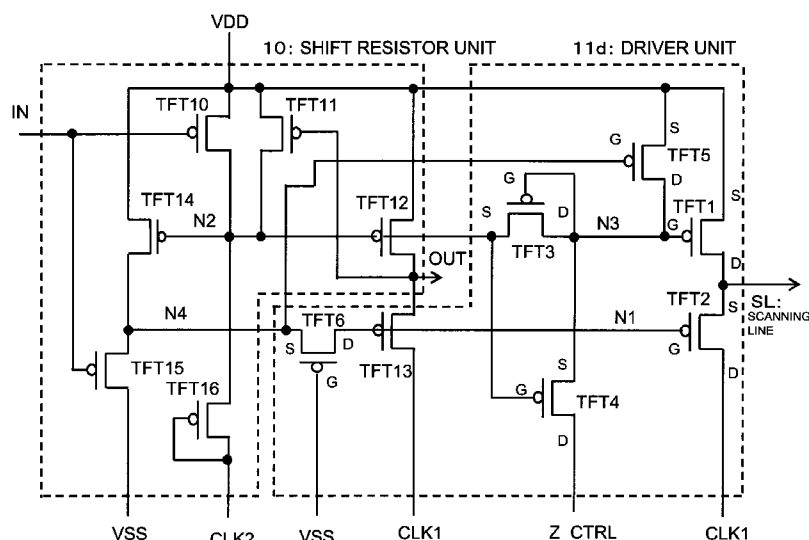 VDD
10: SHIFT RESISTOR UNIT
11d: DRIVER UNIT
IN
TFT10
TFT11
G
S
TFT5
D
TFT14
N2
TFT12
S
G
D
TFT3
N3
G
S
TFT1
D
OUT
SL:
SCANNING
LINE
N4
TFT6
S
D
G
TFT13
N1
TFT2
S
G
D
TFT15
TFT16
S
G
TFT4
D
VSS
CLK2
VSS
CLK1
Z_CTRL
CLK1